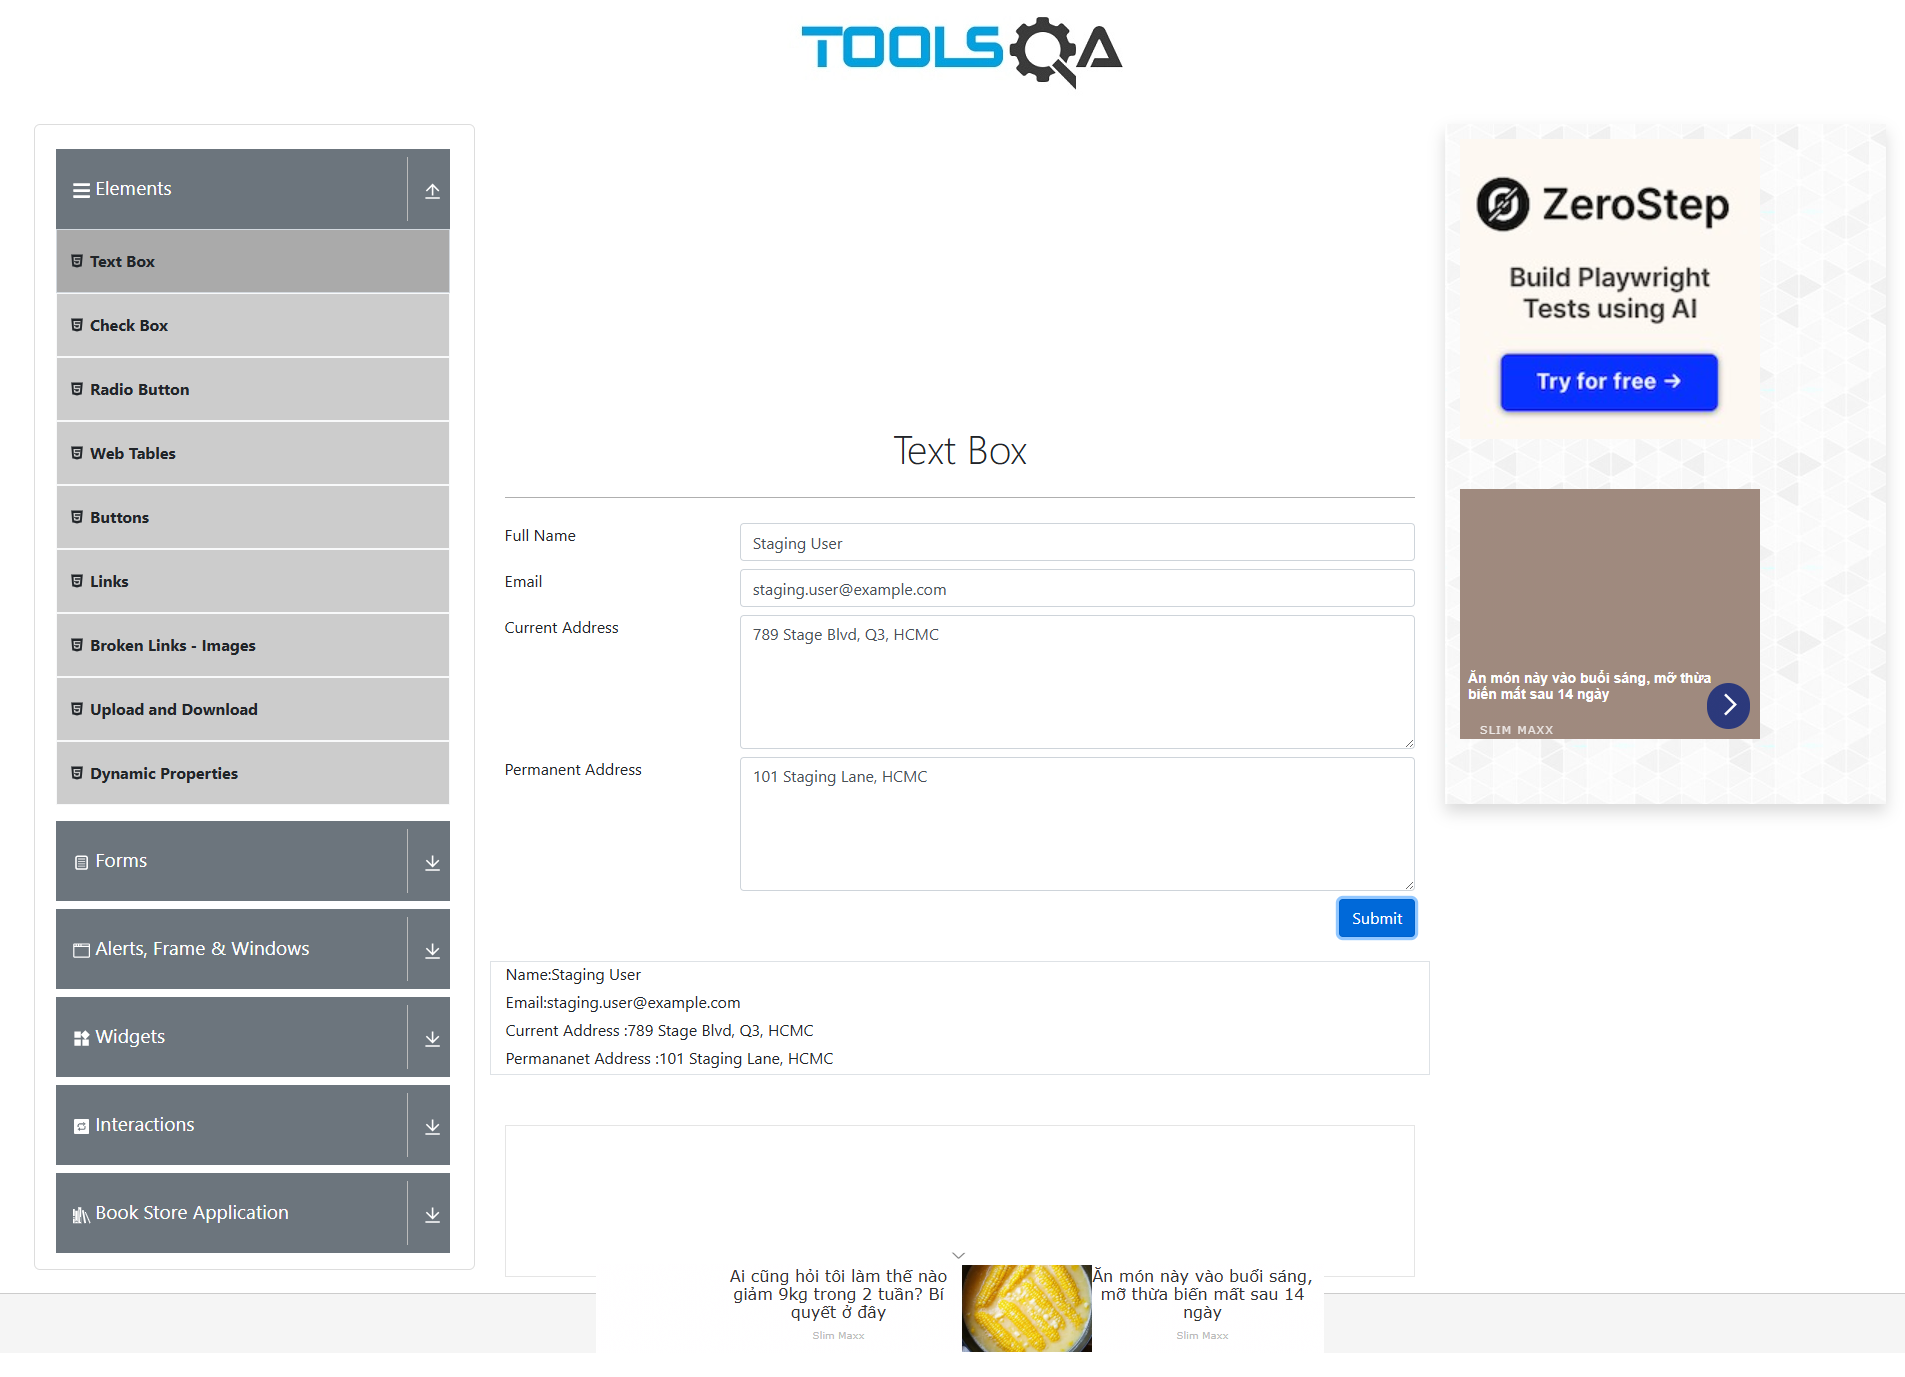 TOOLSQA
Elements
Text Box
Check Box
Radio Button
Web Tables
Buttons
Links
Broken Links - Images
Upload and Download
Dynamic Properties
Forms
Alerts, Frame & Windows
Widgets
Interactions
Book Store Application
Text Box
Full Name
Staging User
Email
staging.user@example.com
Current Address
789 Stage Blvd, Q3, HCMC
Permanent Address
101 Staging Lane, HCMC
Submit
Name:Staging User
Email:staging.user@example.com
Current Address :789 Stage Blvd, Q3, HCMC
Permananet Address :101 Staging Lane, HCMC
ZeroStep
Build Playwright
Tests using AI
Try for free →
Ăn món này vào buổi sáng, mỡ thừa
biến mất sau 14 ngày
SLIM MAXX
Ai cũng hỏi tôi làm thế nào
giảm 9kg trong 2 tuần? Bí
quyết ở đây
Slim Maxx
Ăn món này vào buổi sáng,
mỡ thừa biến mất sau 14
ngày
Slim Maxx